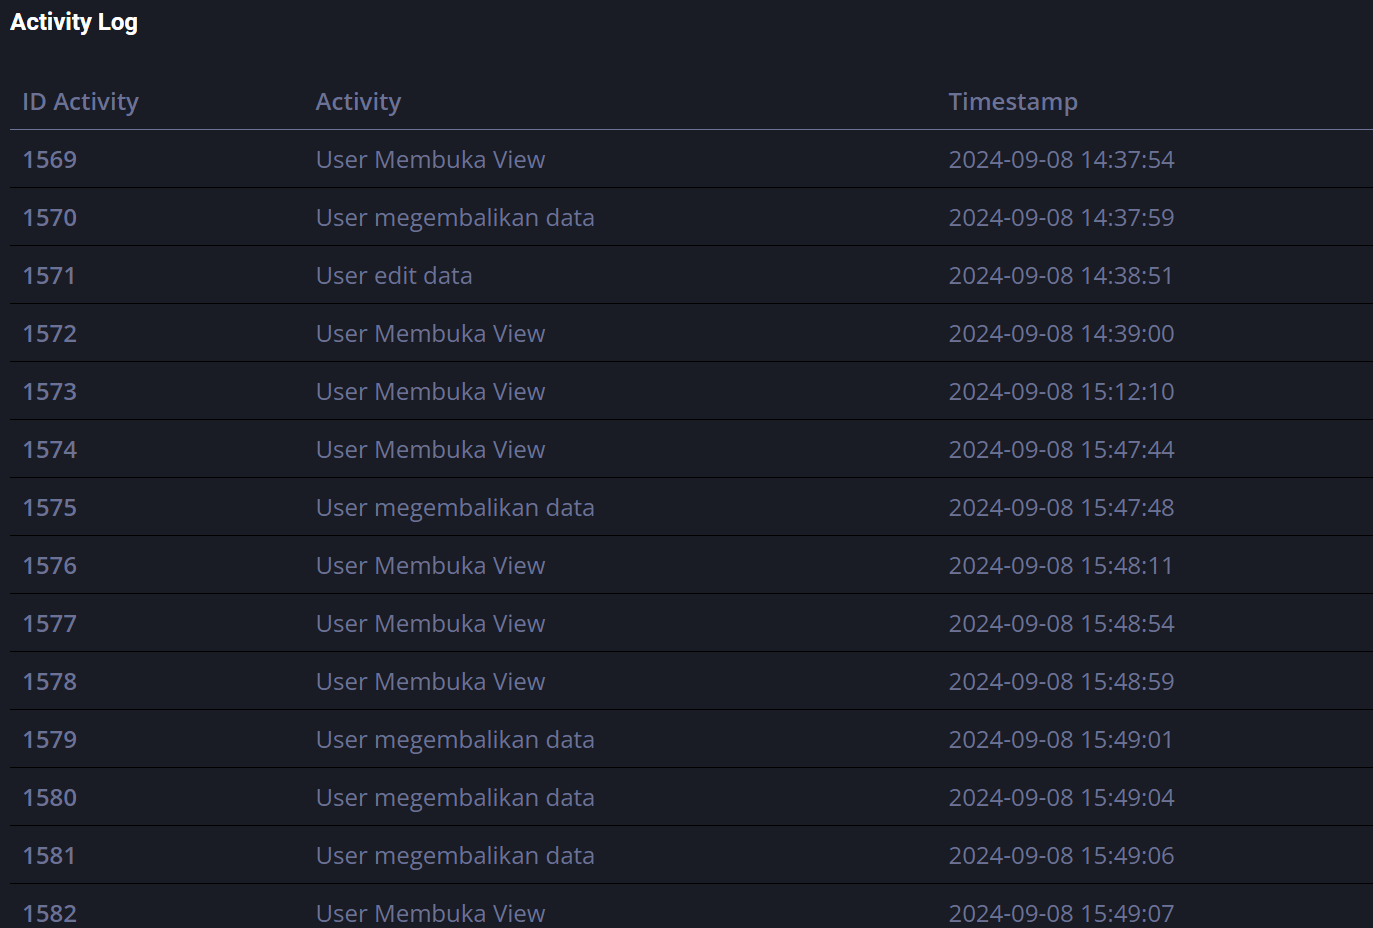 Activity Log
ID Activity Activity Timestamp
1569 User Membuka View 2024-09-08 14:37:54
1570 User megembalikan data 2024-09-08 14:37:59
1571 User edit data 2024-09-08 14:38:51
1572 User Membuka View 2024-09-08 14:39:00
1573 User Membuka View 2024-09-08 15:12:10
1574 User Membuka View 2024-09-08 15:47:44
1575 User megembalikan data 2024-09-08 15:47:48
1576 User Membuka View 2024-09-08 15:48:11
1577 User Membuka View 2024-09-08 15:48:54
1578 User Membuka View 2024-09-08 15:48:59
1579 User megembalikan data 2024-09-08 15:49:01
1580 User megembalikan data 2024-09-08 15:49:04
1581 User megembalikan data 2024-09-08 15:49:06
1582 User Membuka View 2024-09-08 15:49:07